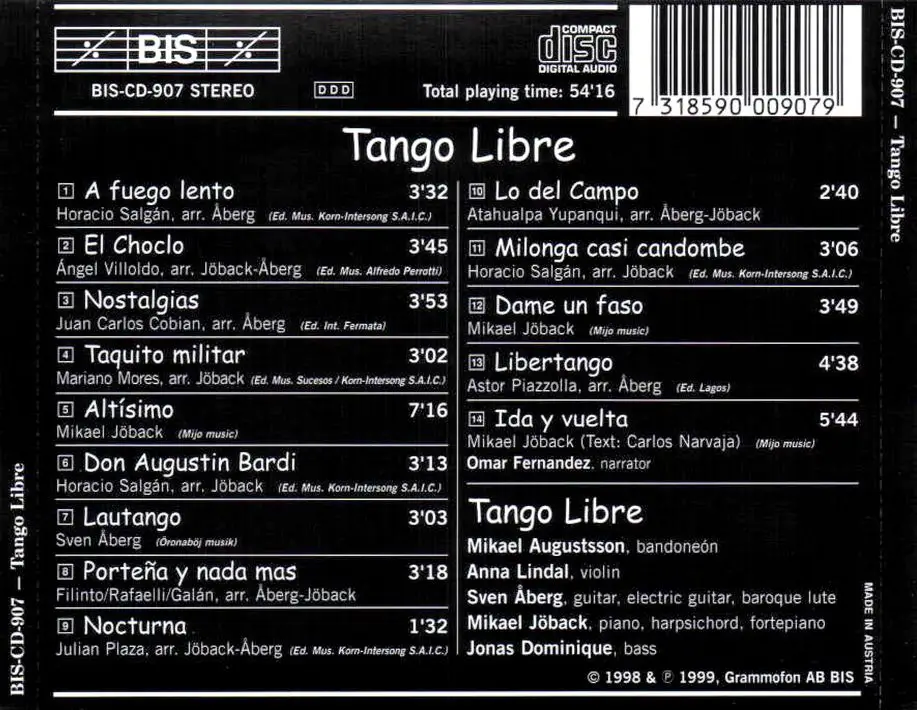 BIS
BIS-CD-907 STEREO
DDD
COMPACT
disc
DIGITAL AUDIO
Total playing time: 54'16
7 318590 009079
Tango Libre
1 A fuego lento 3'32
Horacio Salgán, arr. Åberg (Ed. Mus. Korn-Intersong S.A.I.C.)
2 El Choclo 3'45
Ángel Villoldo, arr. Jöback-Åberg (Ed. Mus. Alfredo Perrotti)
3 Nostalgias 3'53
Juan Carlos Cobian, arr. Åberg (Ed. Int. Fermata)
4 Taquito militar 3'02
Mariano Mores, arr. Jöback (Ed. Mus. Sucesos / Korn-Intersong S.A.I.C.)
5 Altísimo 7'16
Mikael Jöback (Mijo music)
6 Don Augustin Bardi 3'13
Horacio Salgán, arr. Jöback (Ed. Mus. Korn-Intersong S.A.I.C.)
7 Lautango 3'03
Sven Åberg (Öronaböj musik)
8 Porteña y nada mas 3'18
Filinto/Rafaelli/Galán, arr. Åberg-Jöback
9 Nocturna 1'32
Julian Plaza, arr. Jöback-Åberg (Ed. Mus. Korn-Intersong S.A.I.C.)
10 Lo del Campo 2'40
Atahualpa Yupanqui, arr. Åberg-Jöback
11 Milonga casi candombe 3'06
Horacio Salgán, arr. Jöback (Ed. Mus. Korn-Intersong S.A.I.C.)
12 Dame un faso 3'49
Mikael Jöback (Mijo music)
13 Libertango 4'38
Astor Piazzolla, arr. Åberg (Ed. Lagos)
14 Ida y vuelta 5'44
Mikael Jöback (Text: Carlos Narvaja) (Mijo music)
Omar Fernandez, narrator
Tango Libre
Mikael Augustsson, bandoneón
Anna Lindal, violin
Sven Åberg, guitar, electric guitar, baroque lute
Mikael Jöback, piano, harpsichord, fortepiano
Jonas Dominique, bass
© 1998 & ℗ 1999, Grammofon AB BIS
MADE IN AUSTRIA
BIS-CD-907 — Tango Libre
BIS-CD-907 — Tango Libre